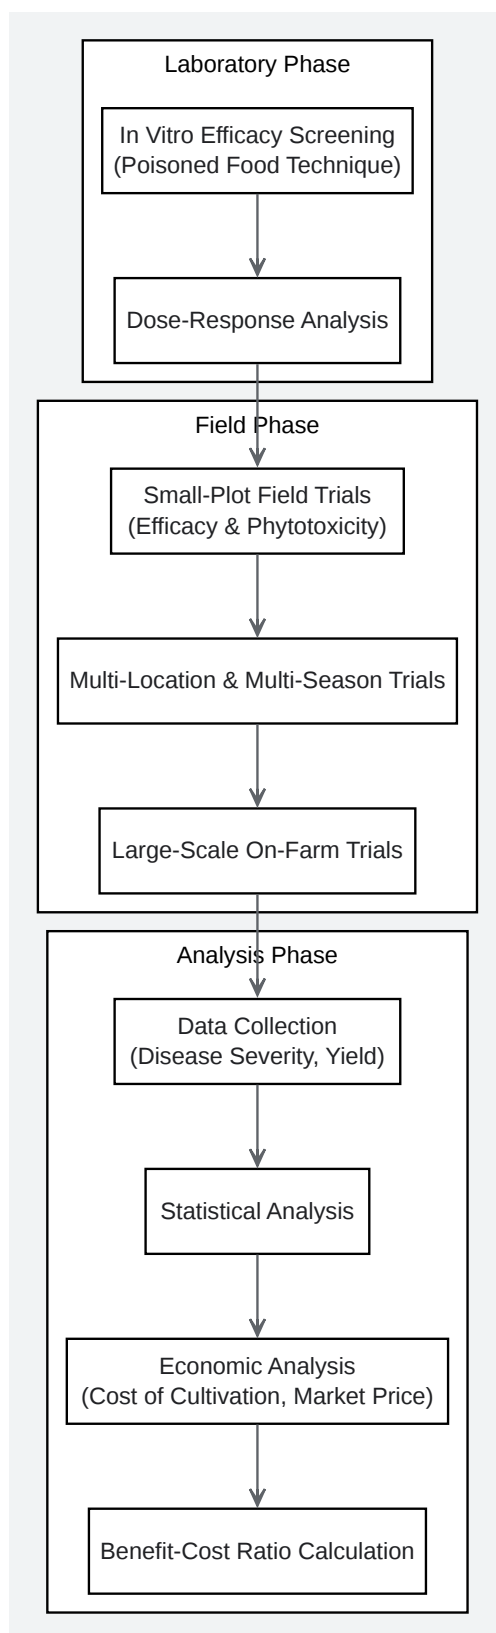 Laboratory Phase
In Vitro Efficacy Screening
(Poisoned Food Technique)
Dose-Response Analysis
Field Phase
Small-Plot Field Trials
(Efficacy & Phytotoxicity)
Multi-Location & Multi-Season Trials
Large-Scale On-Farm Trials
Analysis Phase
Data Collection
(Disease Severity, Yield)
Statistical Analysis
Economic Analysis
(Cost of Cultivation, Market Price)
Benefit-Cost Ratio Calculation